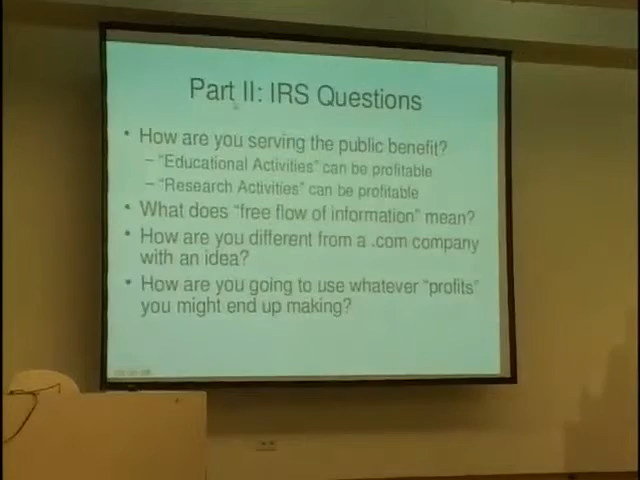 Part II: IRS Questions
• How are you serving the public benefit?
– “Educational Activities” can be profitable
– “Research Activities” can be profitable
• What does “free flow of information” mean?
• How are you different from a .com company
with an idea?
• How are you going to use whatever “profits”
you might end up making?